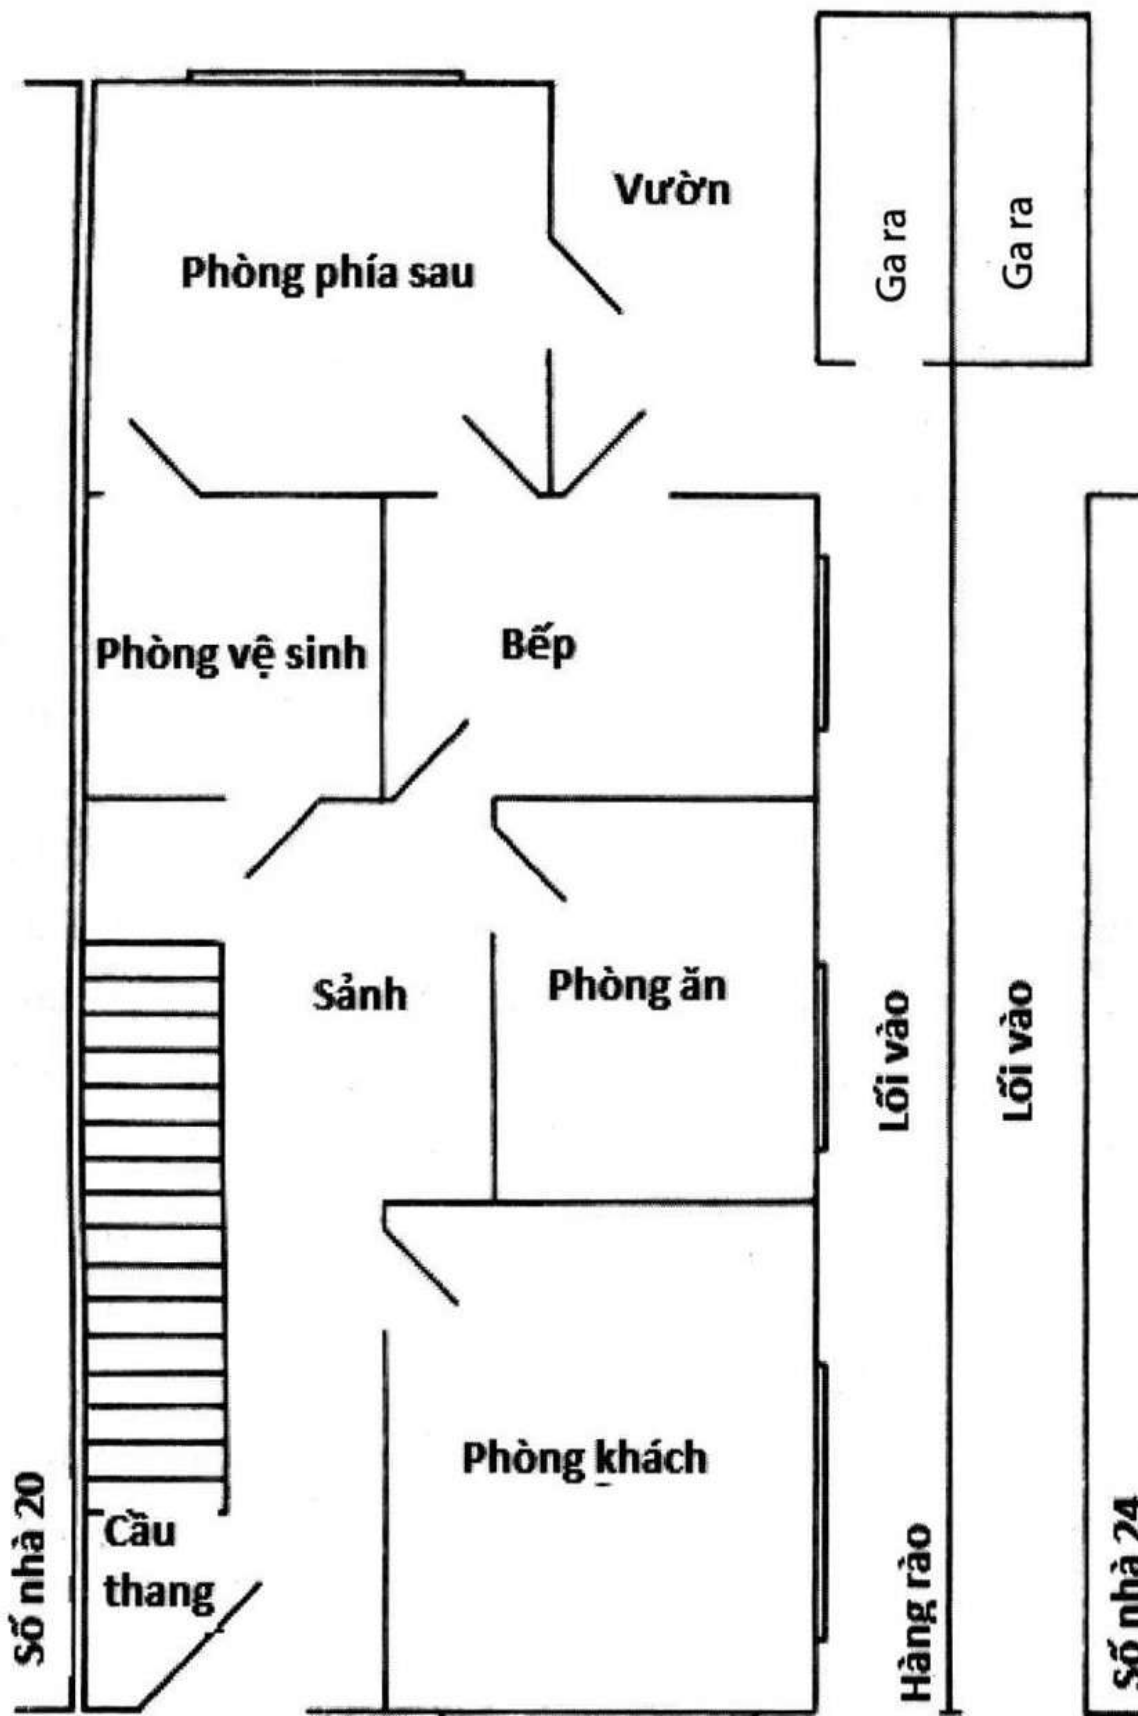 Vườn
Phòng phía sau
Ga ra
Ga ra
Phòng vệ sinh
Bếp
Sảnh
Phòng ăn
Lối vào
Lối vào
Phòng khách
Cầu
thang
Số nhà 20
Hàng rào
Số nhà 24